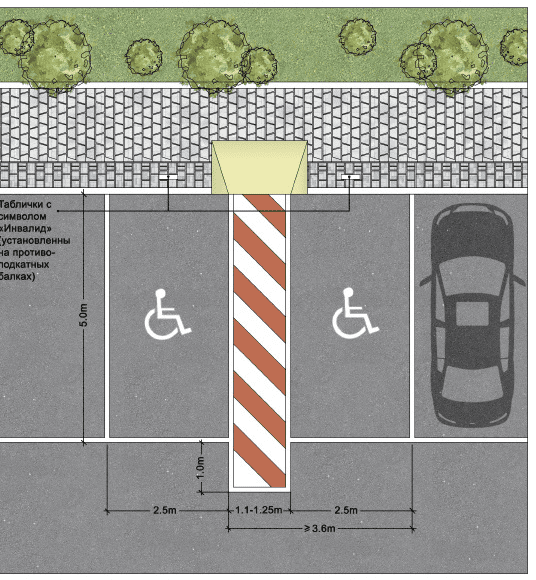 Таблички с
символом
«Инвалид»
(установленны
на противо-
подкатных
балках)
5.0m
1.0m
2.5m
1.1-1.25m
2.5m
≥3.6m